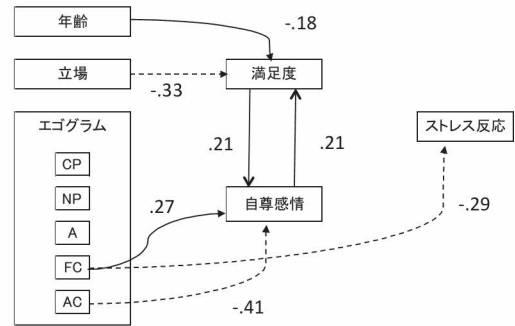 年齢
-.18
立場
満足度
-.33
エゴグラム
ストレス反応
CP
.21
.21
NP
.27
自尊感情
-.29
A
FC
AC
-.41